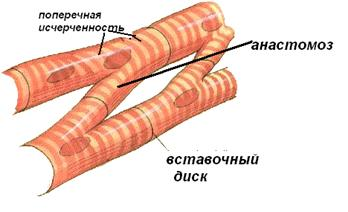 поперечная
исчерченность
анастомоз
вставочный
диск